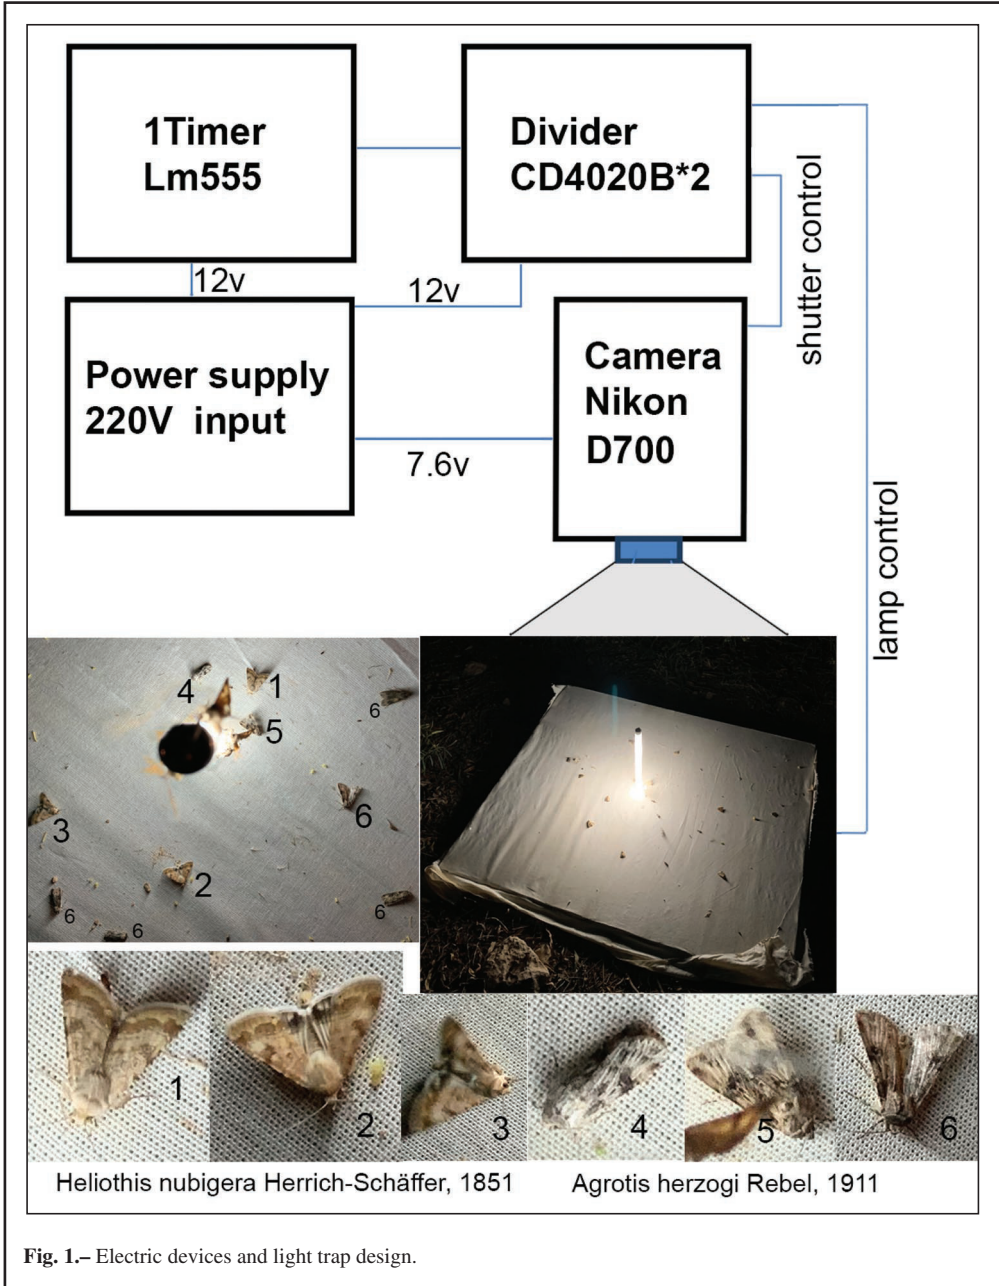 1Timer
Lm555
Divider
CD4020B*2
12v
12v
Power supply
220V input
Camera
Nikon
D700
7.6v
shutter control
lamp control
4
1
6
5
3
6
2
6
6
6
1
2
3
4
5
6
Heliothis nubigera Herrich-Schäffer, 1851
Agrotis herzogi Rebel, 1911
Fig. 1.– Electric devices and light trap design.